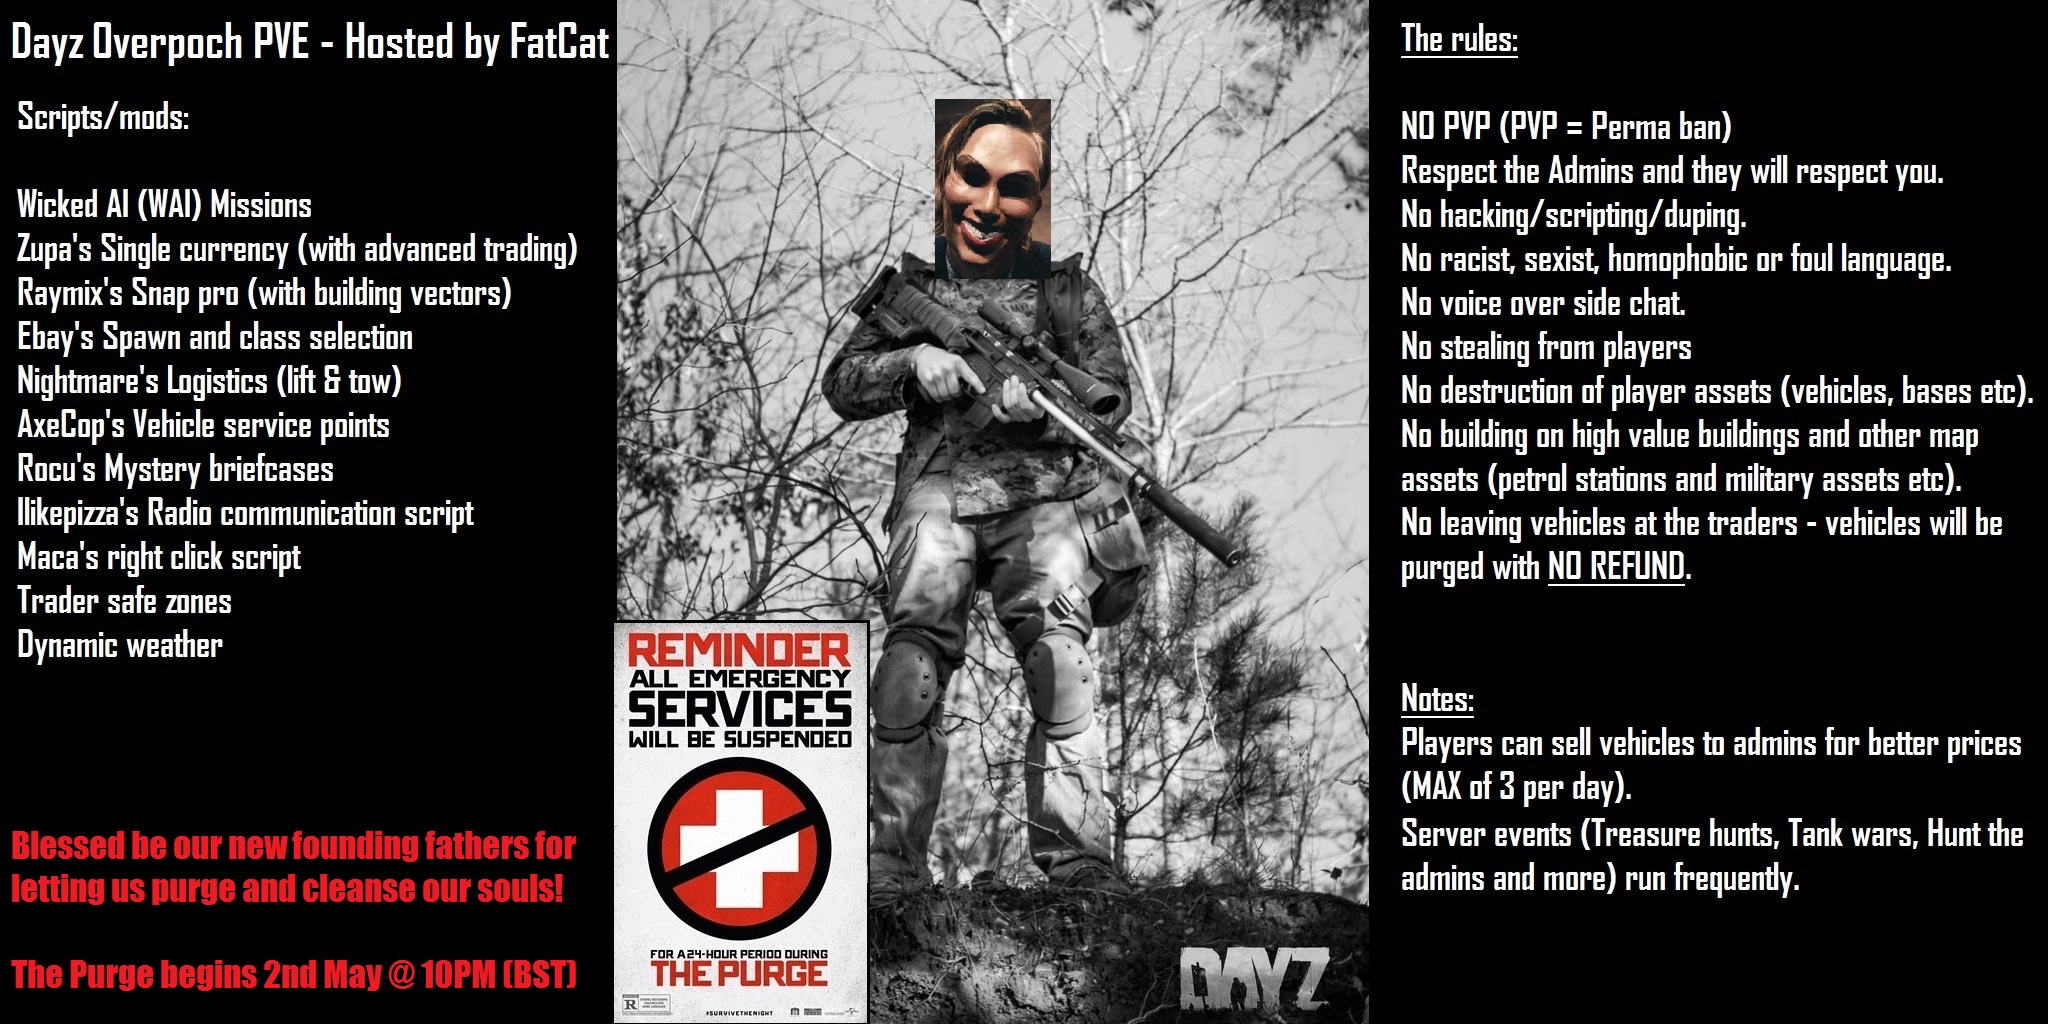 Dayz Overpoch PVE - Hosted by FatCat
Scripts/mods:
Wicked AI (WAI) Missions
Zupa's Single currency (with advanced trading)
Raymix's Snap pro (with building vectors)
Ebay's Spawn and class selection
Nightmare's Logistics (lift & tow)
AxeCop's Vehicle service points
Rocu's Mystery briefcases
Ilikepizza's Radio communication script
Maca's right click script
Trader safe zones
Dynamic weather
Blessed be our new founding fathers for
letting us purge and cleanse our souls!
The Purge begins 2nd May @ 10PM (BST)
REMINDER
ALL EMERGENCY
SERVICES
WILL BE SUSPENDED
FOR A 24-HOUR PERIOD DURING
THE PURGE
R
#SURVIVETHENIGHT
DAYZ
The rules:
NO PVP (PVP = Perma ban)
Respect the Admins and they will respect you.
No hacking/scripting/duping.
No racist, sexist, homophobic or foul language.
No voice over side chat.
No stealing from players
No destruction of player assets (vehicles, bases etc).
No building on high value buildings and other map
assets (petrol stations and military assets etc).
No leaving vehicles at the traders - vehicles will be
purged with NO REFUND.
Notes:
Players can sell vehicles to admins for better prices
(MAX of 3 per day).
Server events (Treasure hunts, Tank wars, Hunt the
admins and more) run frequently.